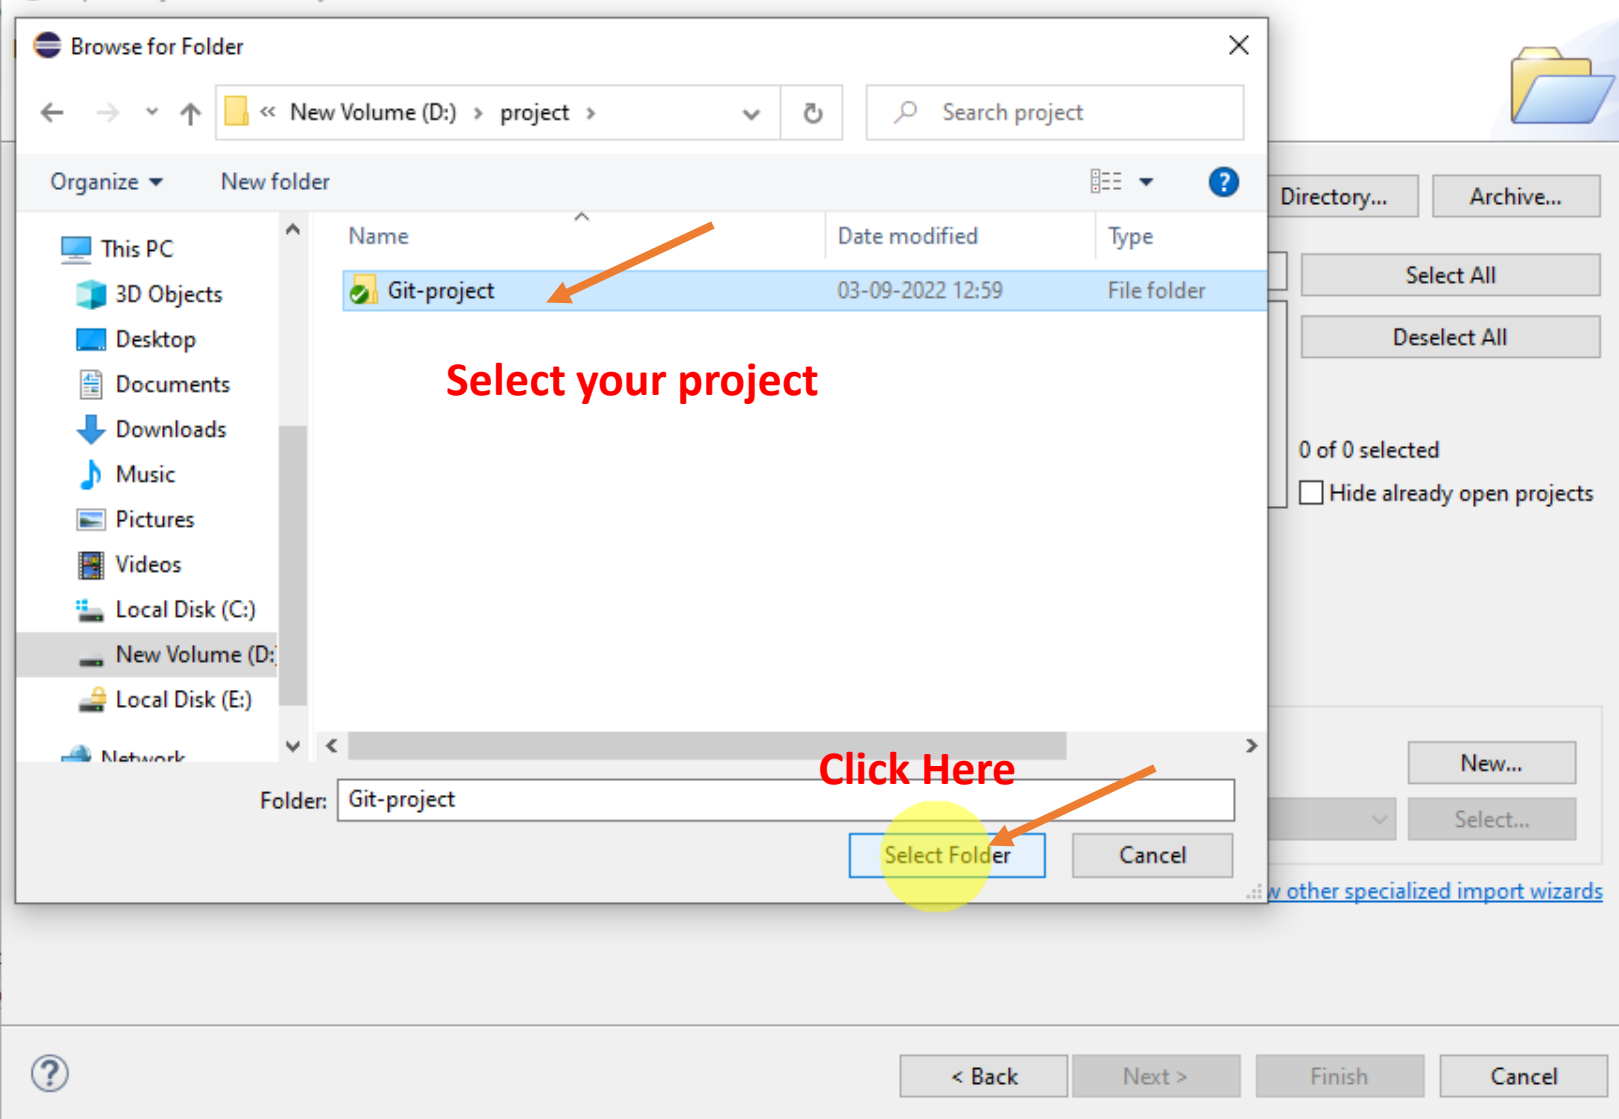 Browse for Folder
« New Volume (D:) › project ›
Search project
Organize
New folder
Directory...
Archive...
This PC
3D Objects
Desktop
Documents
Downloads
Music
Pictures
Videos
Local Disk (C:)
New Volume (D:
Local Disk (E:)
Network
Name
Date modified
Type
Git-project
03-09-2022 12:59
File folder
Select your project
Select All
Deselect All
0 of 0 selected
Hide already open projects
Click Here
Folder: Git-project
Select Folder
Cancel
New...
Select...
w other specialized import wizards
< Back
Next >
Finish
Cancel